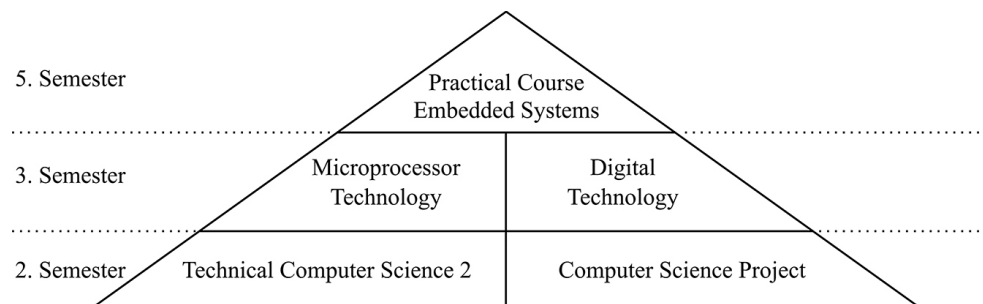 5. Semester
Practical Course
Embedded Systems
3. Semester
Microprocessor
Technology
Digital
Technology
2. Semester
Technical Computer Science 2
Computer Science Project